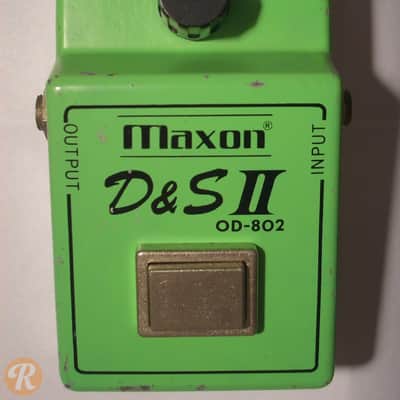 maxon®
D&S II
OD-802
OUTPUT
INPUT
R